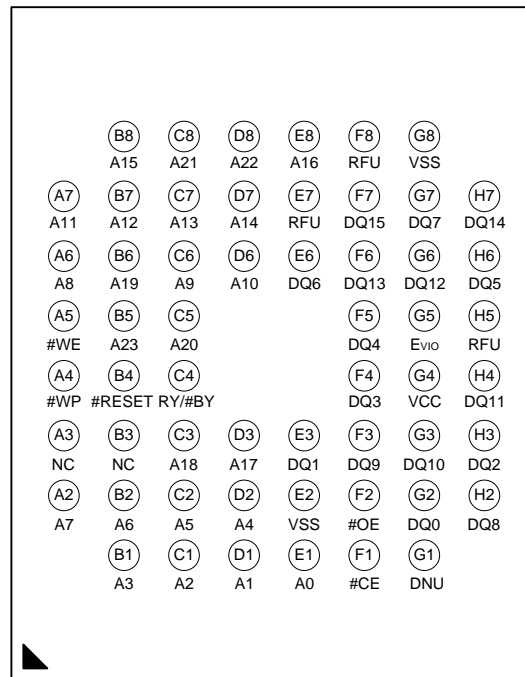 B8 C8 D8 E8 F8 G8
A15 A21 A22 A16 RFU VSS
A7 B7 C7 D7 E7 F7 G7 H7
A11 A12 A13 A14 RFU DQ15 DQ7 DQ14
A6 B6 C6 D6 E6 F6 G6 H6
A8 A19 A9 A10 DQ6 DQ13 DQ12 DQ5
A5 B5 C5 F5 G5 H5
#WE A23 A20 DQ4 EVIO RFU
A4 B4 C4 F4 G4 H4
#WP #RESET RY/#BY DQ3 VCC DQ11
A3 B3 C3 D3 E3 F3 G3 H3
NC NC A18 A17 DQ1 DQ9 DQ10 DQ2
A2 B2 C2 D2 E2 F2 G2 H2
A7 A6 A5 A4 VSS #OE DQ0 DQ8
B1 C1 D1 E1 F1 G1
A3 A2 A1 A0 #CE DNU